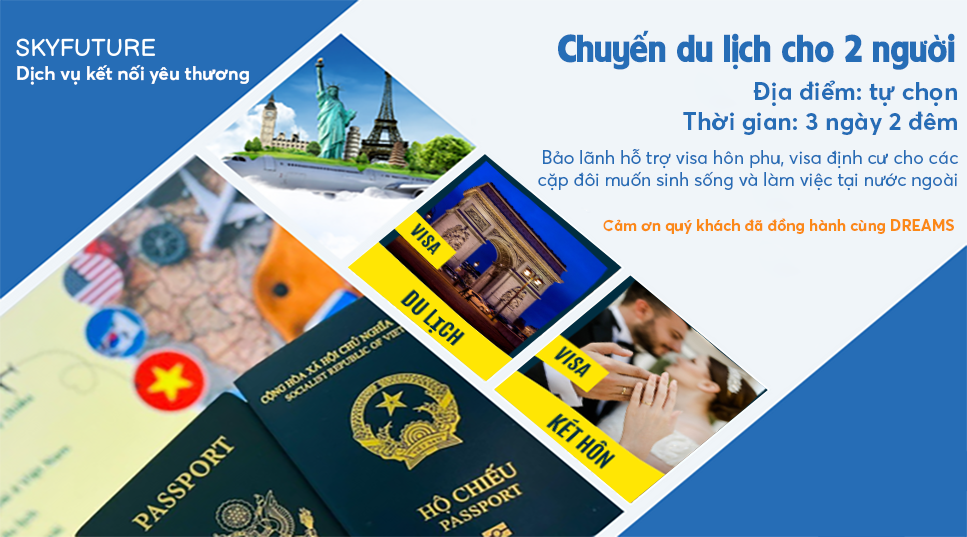 SKYFUTURE
Dịch vụ kết nối yêu thương
Chuyến du lịch cho 2 người
Địa điểm: tự chọn
Thời gian: 3 ngày 2 đêm
Bảo lãnh hỗ trợ visa hôn phu, visa định cư cho các
cặp đôi muốn sinh sống và làm việc tại nước ngoài
Cảm ơn quý khách đã đồng hành cùng DREAMS
VISA
DU LỊCH
VISA
KẾT HÔN
CỘNG HÒA XÃ HỘI CHỦ NGHĨA
SOCIALIST REPUBLIC OF VIET
HỘ CHIẾU
PASSPORT
PASSPORT